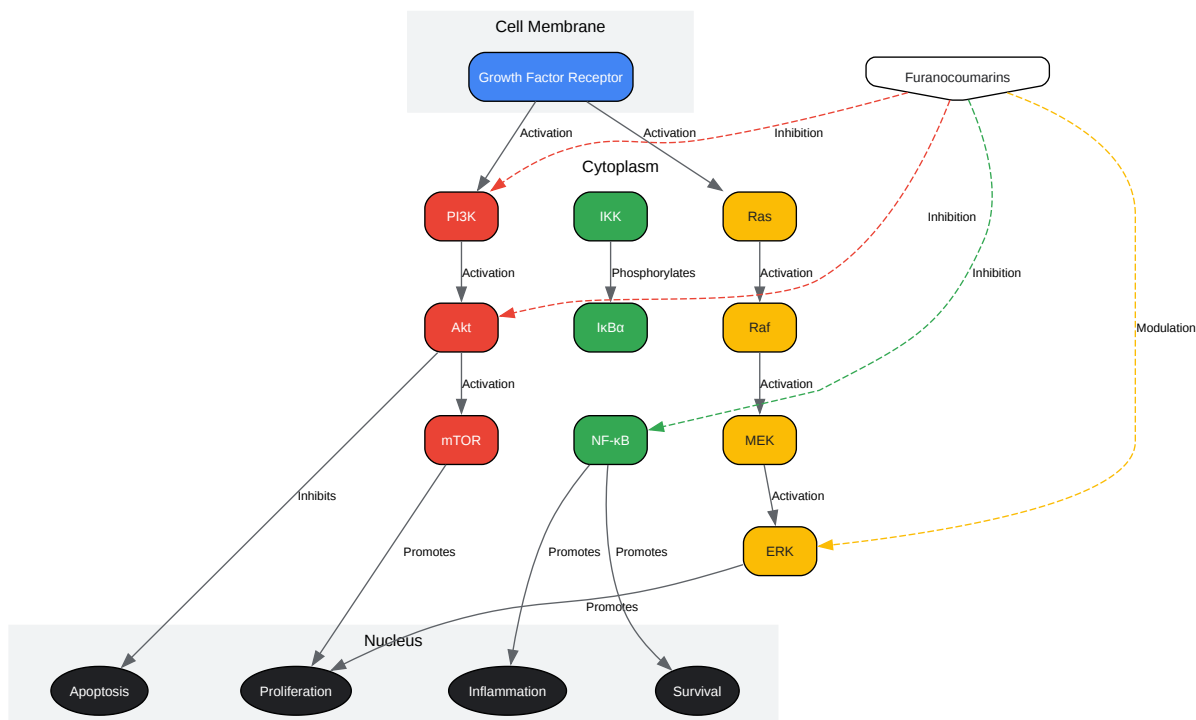 Cell Membrane
Growth Factor Receptor
Furanocoumarins
Activation
Activation
Inhibition
Cytoplasm
PI3K
IKK
Ras
Inhibition
Activation
Phosphorylates
Activation
Inhibition
Akt
IκBα
Raf
Modulation
Activation
Activation
mTOR
NF-κB
MEK
Inhibits
Activation
Promotes
Promotes
Promotes
ERK
Promotes
Nucleus
Apoptosis
Proliferation
Inflammation
Survival